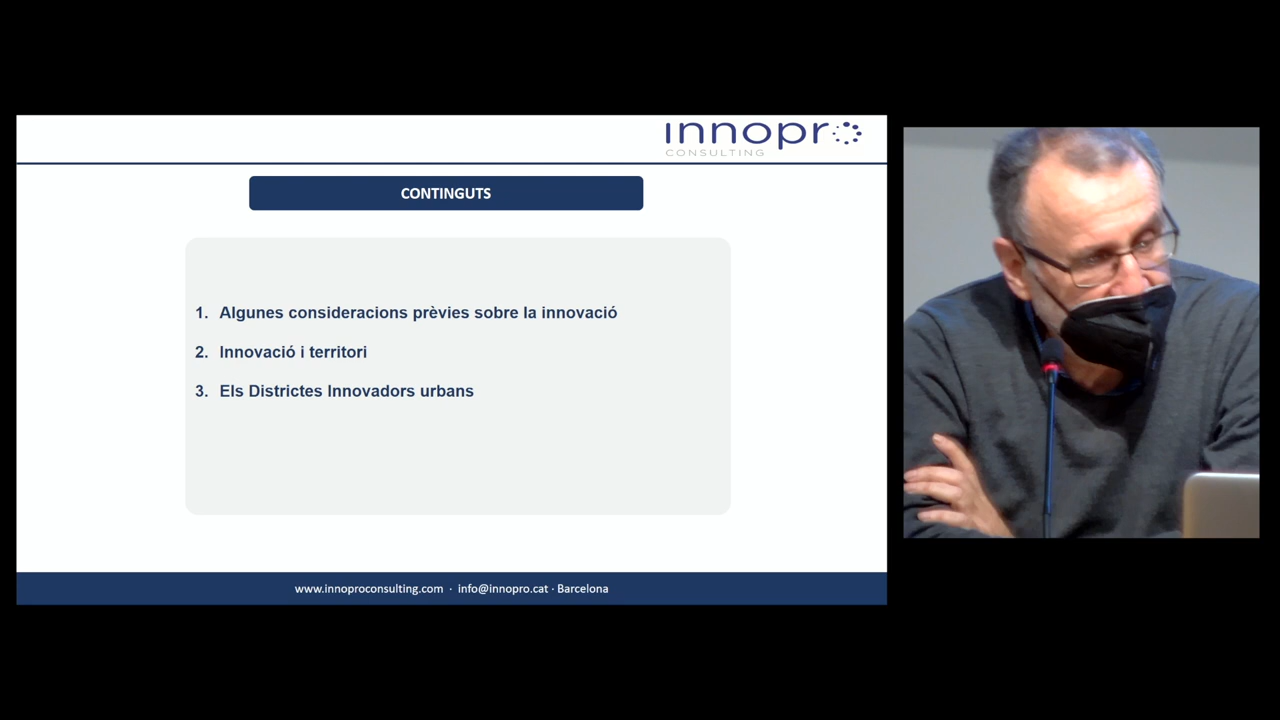 innopro
CONSULTING
CONTINGUTS
1. Algunes consideracions prèvies sobre la innovació
2. Innovació i territori
3. Els Districtes Innovadors urbans
www.innoproconsulting.com · info@innopro.cat · Barcelona